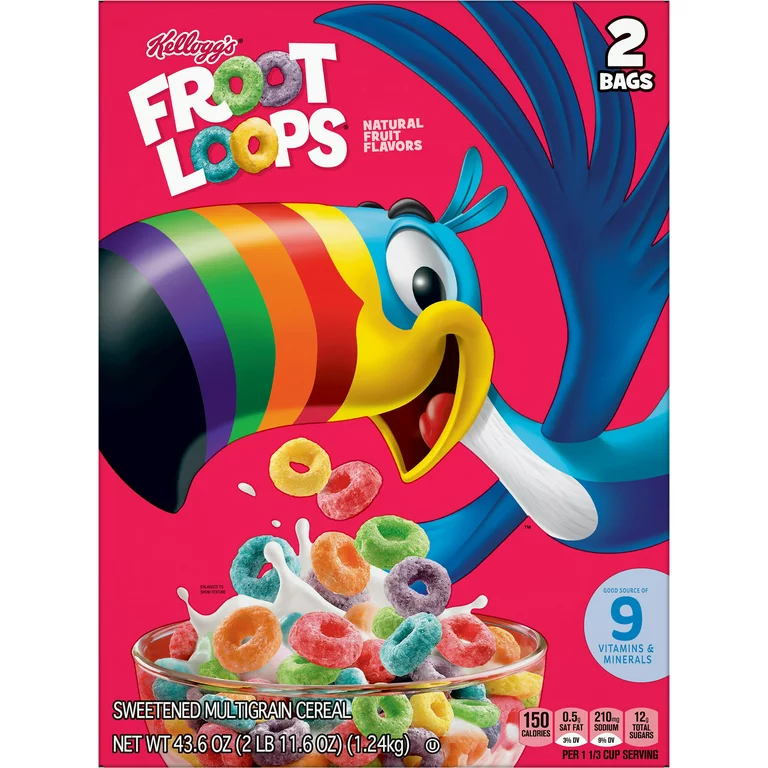 Kellogg's®
FROOT
LOOPS®
NATURAL
FRUIT
FLAVORS
2
BAGS
™
ENLARGED TO
SHOW TEXTURE
GOOD SOURCE OF
9
VITAMINS &
MINERALS
SWEETENED MULTIGRAIN CEREAL
NET WT 43.6 OZ (2 LB 11.6 OZ) (1.24kg) U
150
CALORIES
0.5g
SAT FAT
3% DV
210mg
SODIUM
9% DV
12g
TOTAL
SUGARS
PER 1 1/3 CUP SERVING